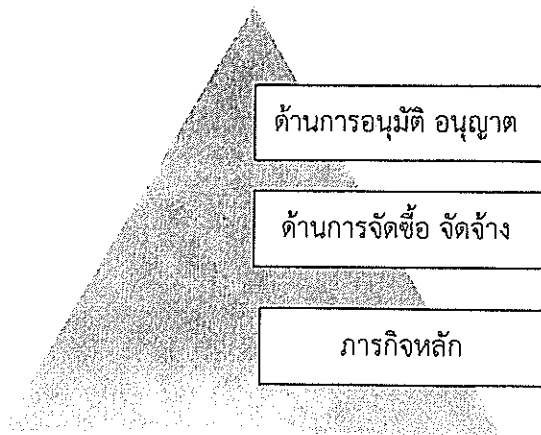 ด้านการอนุมัติ อนุญาต
ด้านการจัดซื้อ จัดจ้าง
ภารกิจหลัก